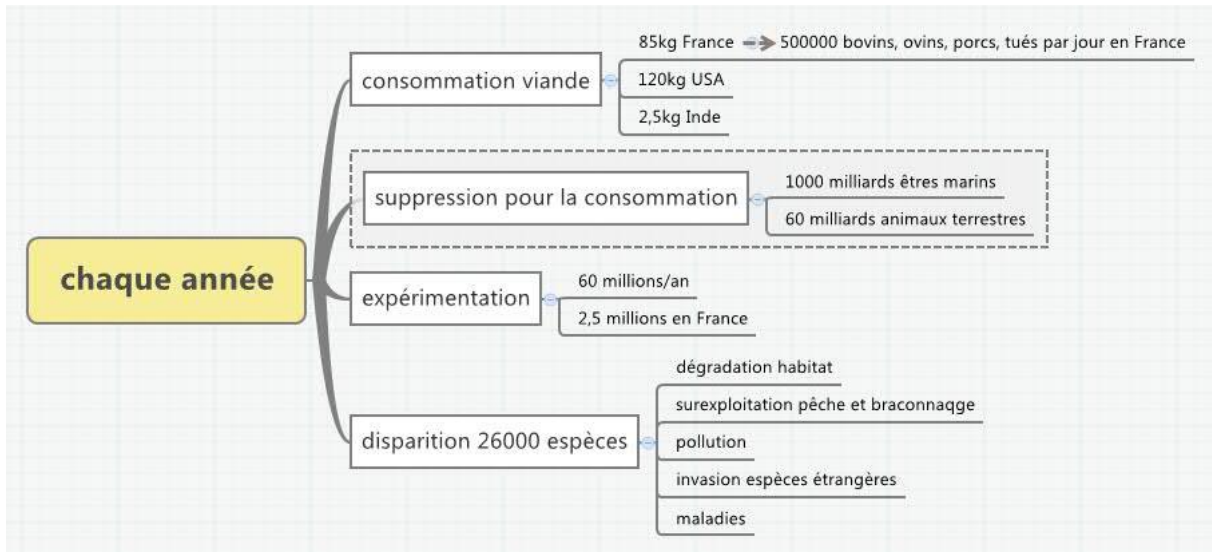 chaque année
consommation viande
85kg France
500000 bovins, ovins, porcs, tués par jour en France
120kg USA
2,5kg Inde
suppression pour la consommation
1000 milliards êtres marins
60 milliards animaux terrestres
expérimentation
60 millions/an
2,5 millions en France
disparition 26000 espèces
dégradation habitat
surexploitation pêche et braconnaqge
pollution
invasion espèces étrangères
maladies